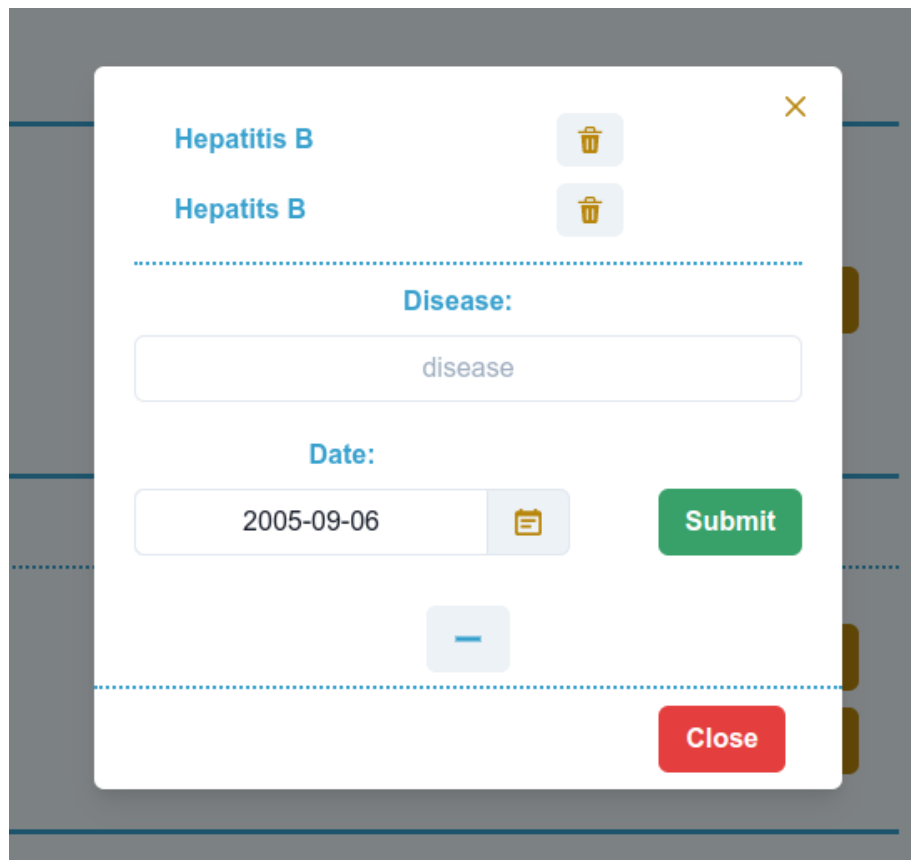 Hepatitis B
Hepatits B
Disease:
disease
Date:
2005-09-06
Submit
Close